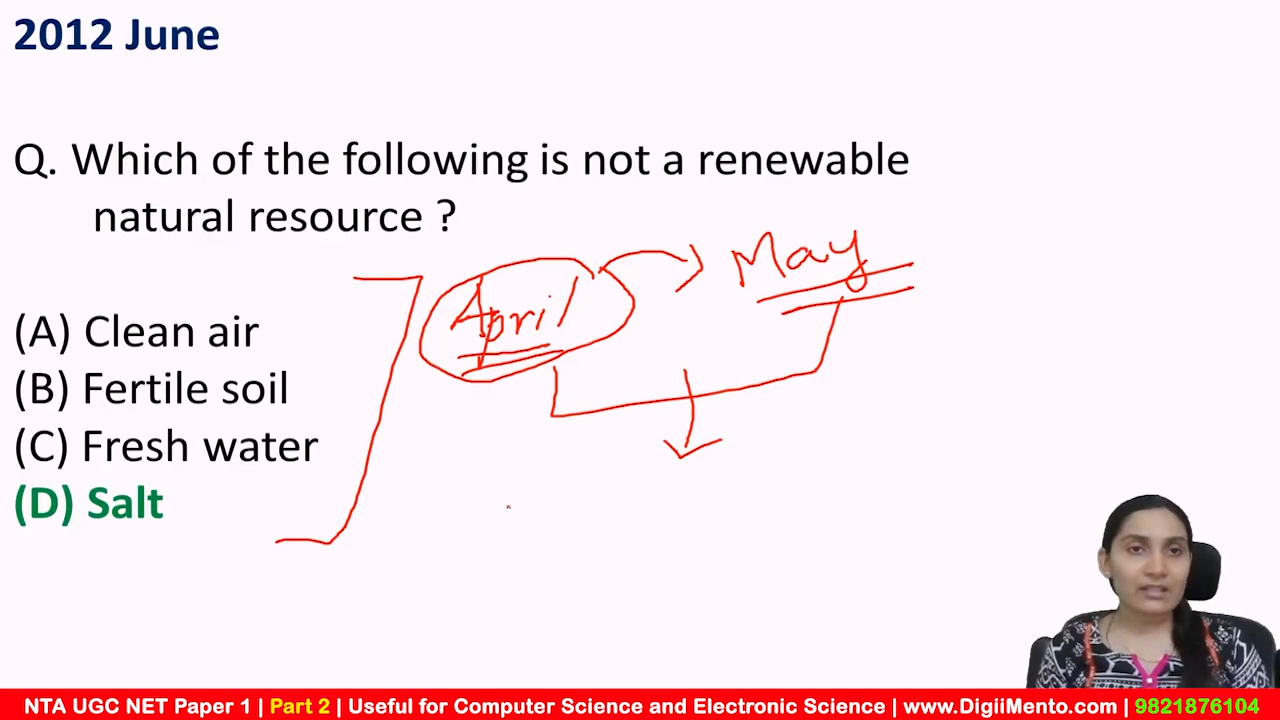 2012 June
Q. Which of the following is not a renewable
natural resource ?
April
May
(A) Clean air
(B) Fertile soil
(C) Fresh water
(D) Salt
NTA UGC NET Paper 1 | Part 2 | Useful for Computer Science and Electronic Science | www.DigiiMento.com | 9821876104